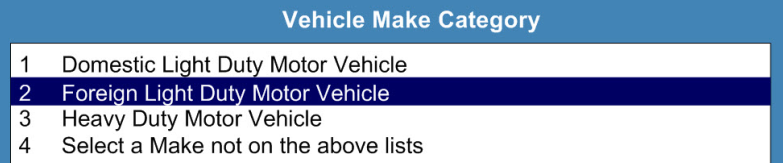 Vehicle Make Category
1 Domestic Light Duty Motor Vehicle
2 Foreign Light Duty Motor Vehicle
3 Heavy Duty Motor Vehicle
4 Select a Make not on the above lists